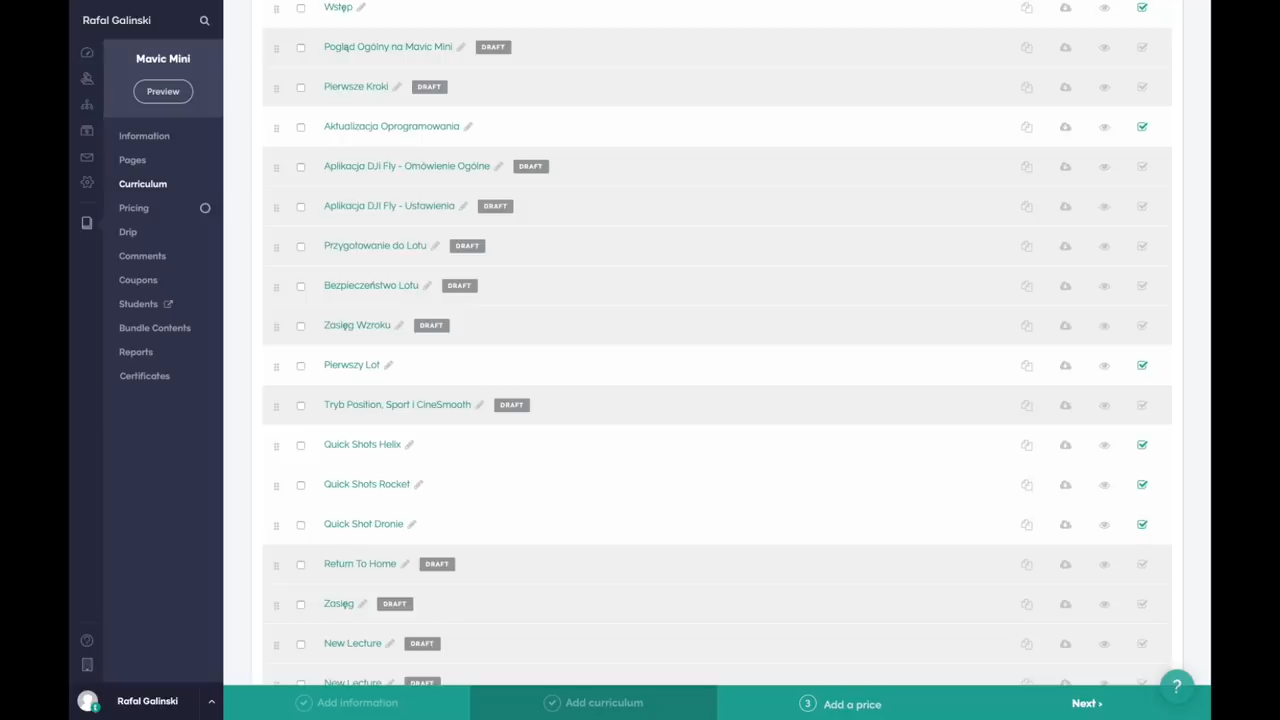 Rafal Galinski
Mavic Mini
Preview
Information
Pages
Curriculum
Pricing
Drip
Comments
Coupons
Students
Bundle Contents
Reports
Certificates
Rafal Galinski
Wstęp
Pogląd Ogólny na Mavic Mini DRAFT
Pierwsze Kroki DRAFT
Aktualizacja Oprogramowania
Aplikacja DJI Fly - Omówienie Ogólne DRAFT
Aplikacja DJI Fly - Ustawienia DRAFT
Przygotowanie do Lotu DRAFT
Bezpieczeństwo Lotu DRAFT
Zasięg Wzroku DRAFT
Pierwszy Lot
Tryb Position, Sport i CineSmooth DRAFT
Quick Shots Helix
Quick Shots Rocket
Quick Shot Dronie
Return To Home DRAFT
Zasięg DRAFT
New Lecture DRAFT
New Lecture DRAFT
Add information
Add curriculum
3 Add a price
Next ›
?